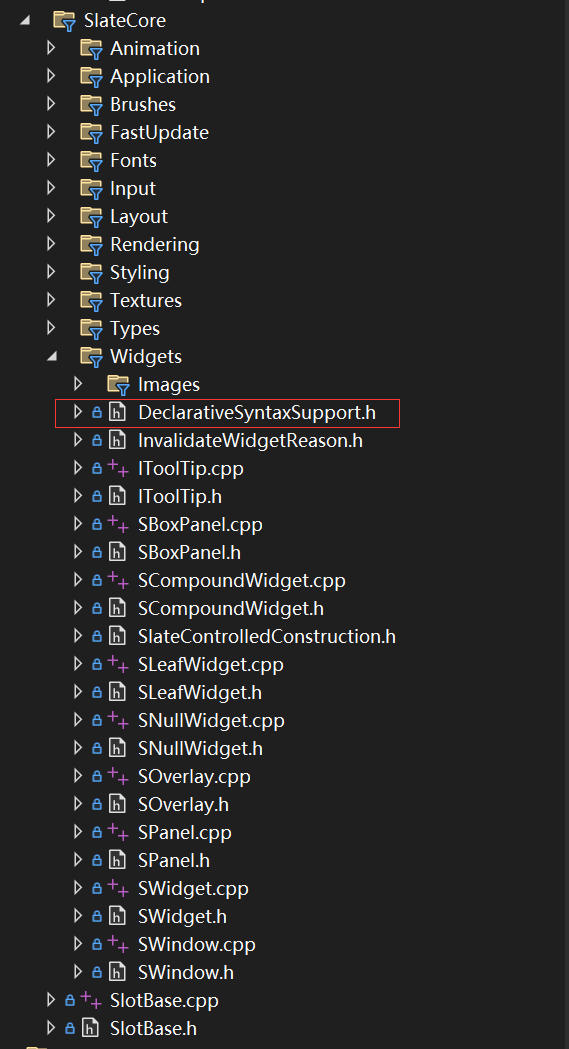 SlateCore
Animation
Application
Brushes
FastUpdate
Fonts
Input
Layout
Rendering
Styling
Textures
Types
Widgets
Images
DeclarativeSyntaxSupport.h
InvalidateWidgetReason.h
IToolTip.cpp
IToolTip.h
SBoxPanel.cpp
SBoxPanel.h
SCompoundWidget.cpp
SCompoundWidget.h
SlateControlledConstruction.h
SLeafWidget.cpp
SLeafWidget.h
SNullWidget.cpp
SNullWidget.h
SOverlay.cpp
SOverlay.h
SPanel.cpp
SPanel.h
SWidget.cpp
SWidget.h
SWindow.cpp
SWindow.h
SlotBase.cpp
SlotBase.h